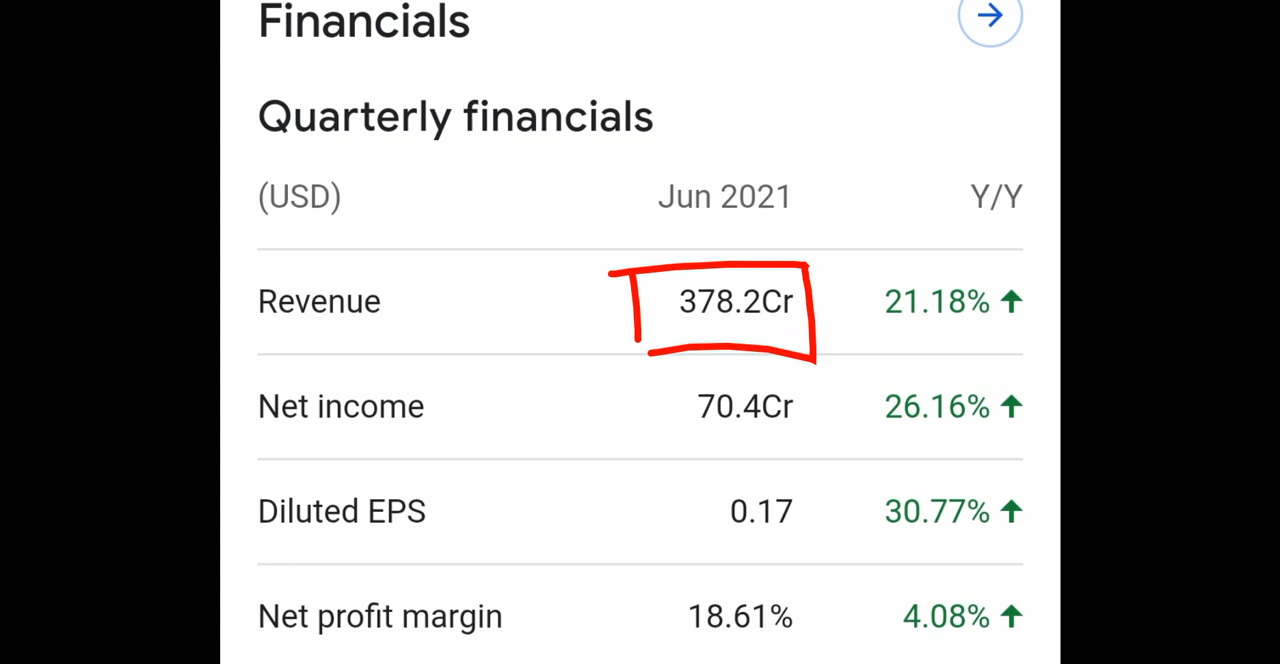 Financials
Quarterly financials
(USD) Jun 2021 Y/Y
Revenue 378.2Cr 21.18%
Net income 70.4Cr 26.16%
Diluted EPS 0.17 30.77%
Net profit margin 18.61% 4.08%